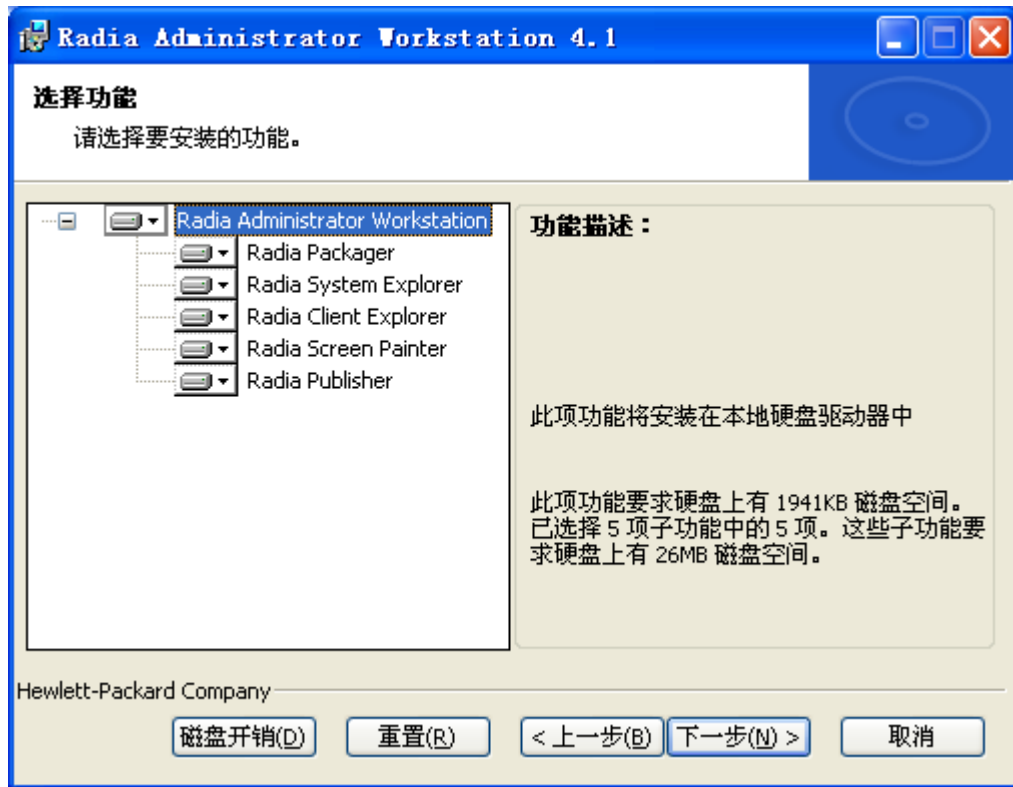 Radia Administrator Workstation 4.1
选择功能
请选择要安装的功能。
Radia Administrator Workstation
Radia Packager
Radia System Explorer
Radia Client Explorer
Radia Screen Painter
Radia Publisher
功能描述：
此项功能将安装在本地硬盘驱动器中
此项功能要求硬盘上有 1941KB 磁盘空间。
已选择 5 项子功能中的 5 项。这些子功能要
求硬盘上有 26MB 磁盘空间。
Hewlett-Packard Company
磁盘开销(D) 重置(R) < 上一步(B) 下一步(N) > 取消